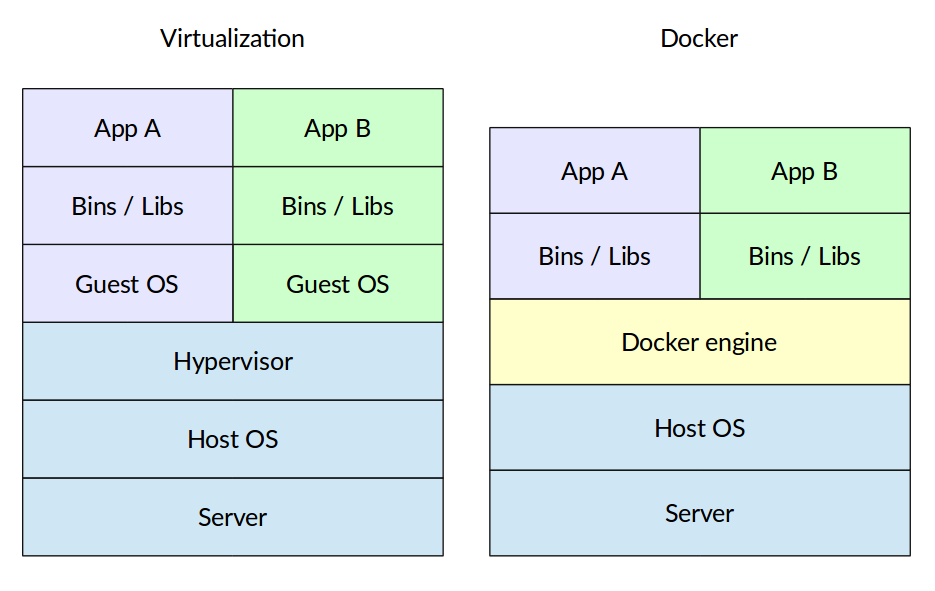 Virtualization
App A
App B
Bins / Libs
Bins / Libs
Guest OS
Guest OS
Hypervisor
Host OS
Server
Docker
App A
App B
Bins / Libs
Bins / Libs
Docker engine
Host OS
Server